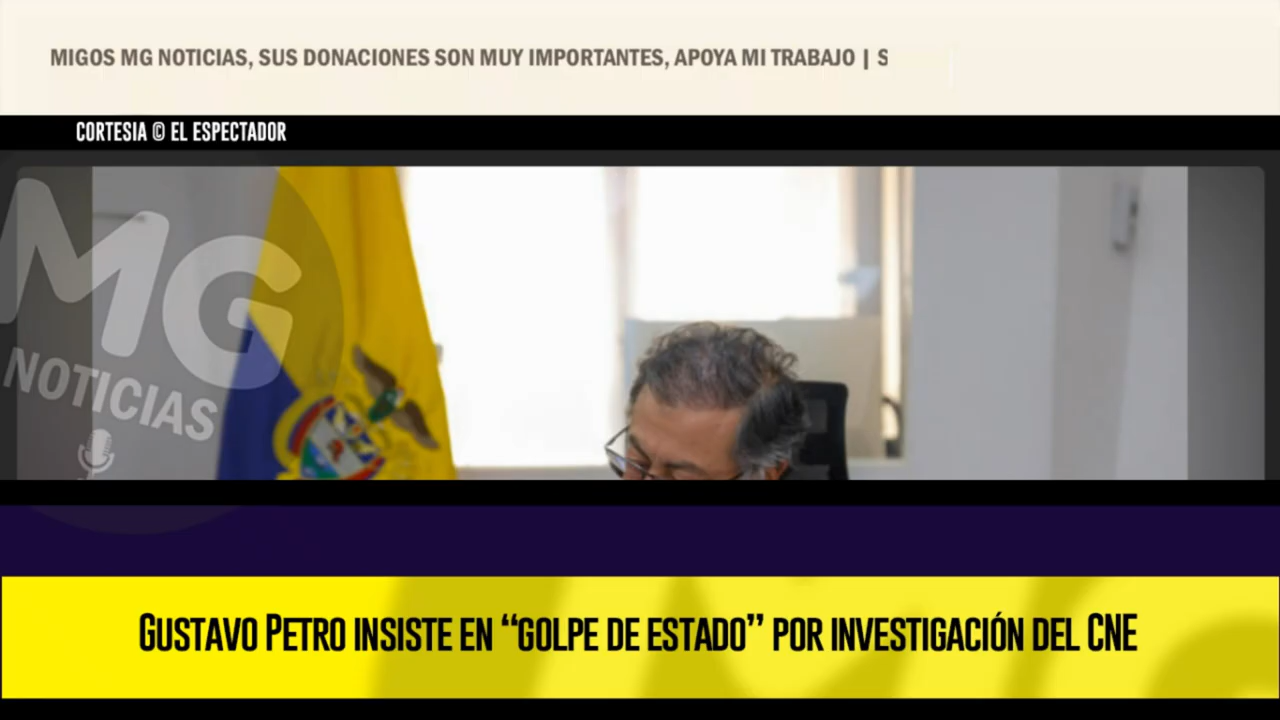 MIGOS MG NOTICIAS, SUS DONACIONES SON MUY IMPORTANTES, APOYA MI TRABAJO | S
CORTESIA © EL ESPECTADOR
MG
NOTICIAS
GUSTAVO PETRO INSISTE EN “GOLPE DE ESTADO” POR INVESTIGACIÓN DEL CNE